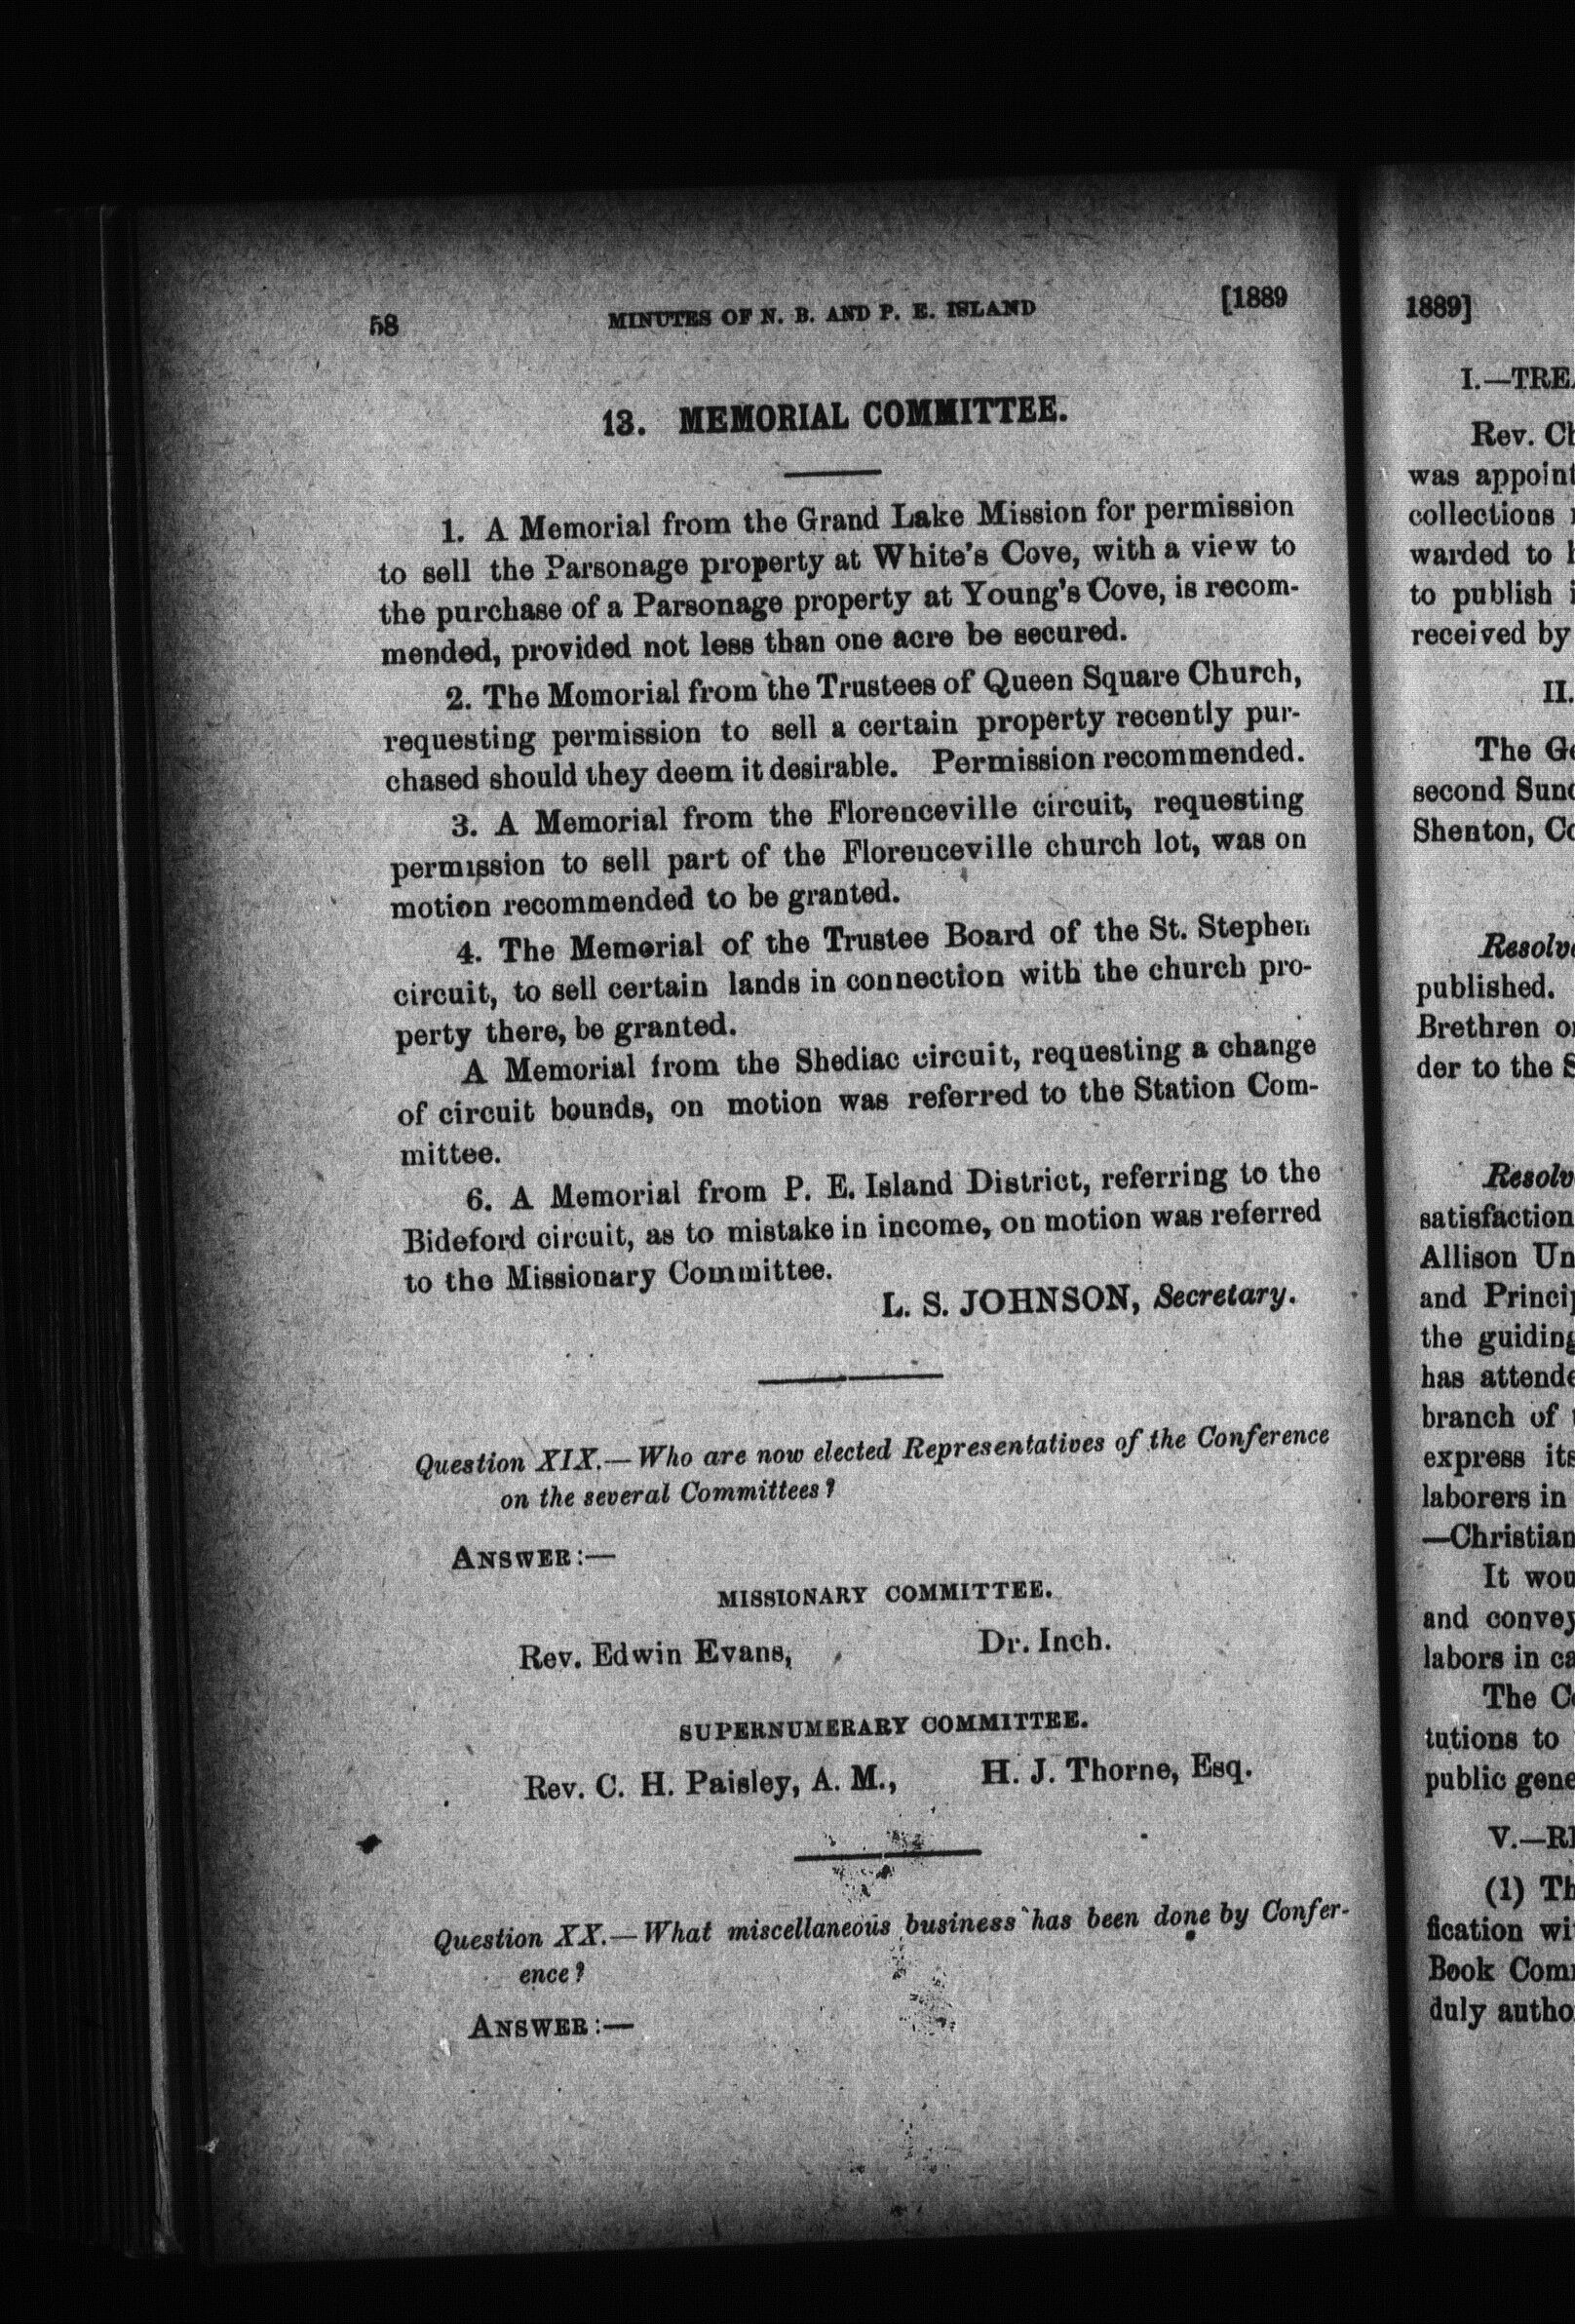 58 MINUTES OF N. B. AND P. E. ISLAND [1889
13. MEMORIAL COMMITTEE.
1. A Memorial from the Grand Lake Mission for permission
to sell the Parsonage property at White's Cove, with a view to
the purchase of a Parsonage property at Young's Cove, is recom-
mended, provided not less than one acre be secured.
2. The Memorial from the Trustees of Queen Square Church,
requesting permission to sell a certain property recently pur-
chased should they deem it desirable. Permission recommended.
3. A Memorial from the Florenceville circuit, requesting
permission to sell part of the Florenceville church lot, was on
motion recommended to be granted.
4. The Memorial of the Trustee Board of the St. Stephen
circuit, to sell certain lands in connection with the church pro-
perty there, be granted.
A Memorial from the Shediac circuit, requesting a change
of circuit bounds, on motion was referred to the Station Com-
mittee.
6. A Memorial from P. E. Island District, referring to the
Bideford circuit, as to mistake in income, on motion was referred
to the Missionary Committee.
L. S. JOHNSON, Secretary.
Question XIX.—Who are now elected Representatives of the Conference
on the several Committees?
ANSWER:—
MISSIONARY COMMITTEE.
Rev. Edwin Evans, Dr. Inch.
SUPERNUMERARY COMMITTEE.
Rev. C. H. Paisley, A. M., H. J. Thorne, Esq.
Question XX.—What miscellaneous business has been done by Confer-
ence?
ANSWER:—
1889]
I.—TRE
Rev. Ch
was appoint
collections
warded to
to publish
received by
II.
The Ge
second Sund
Shenton, Co
Resolve
published.
Brethren or
der to the S
Resolv
satisfaction
Allison Un
and Princip
the guiding
has attende
branch of
express its
laborers in
—Christian
It wou
and convey
labors in ca
The Co
tutions to
public gene
V.—RE
(1) Th
fication wit
Book Comm
duly autho